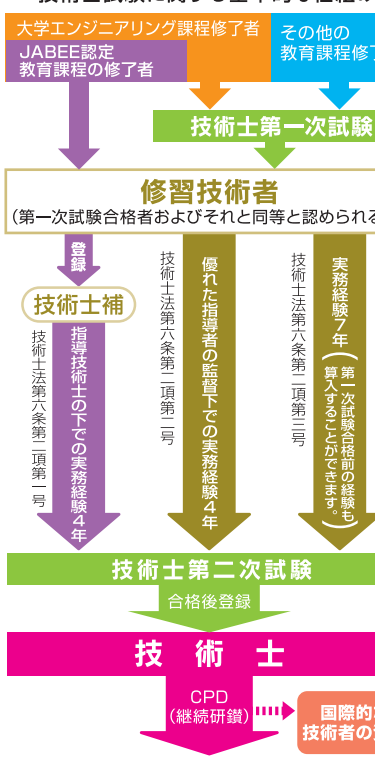 大学エンジニアリング課程修了者
JABEE認定
教育課程の修了者
その他の
教育課程修
技術士第一次試験
修習技術者
(第一次試験合格者およびそれと同等と認められる
登録
技術士補
指導技術士の下での実務経験4年
技術士法第六条第二項第一号
優れた指導者の監督下での実務経験4年
技術士法第六条第二項第二号
実務経験7年
(第一次試験合格前の経験も
算入することができます。)
技術士法第六条第二項第三号
技術士第二次試験
合格後登録
技術士
CPD
(継続研鑽)
国際的
技術者の